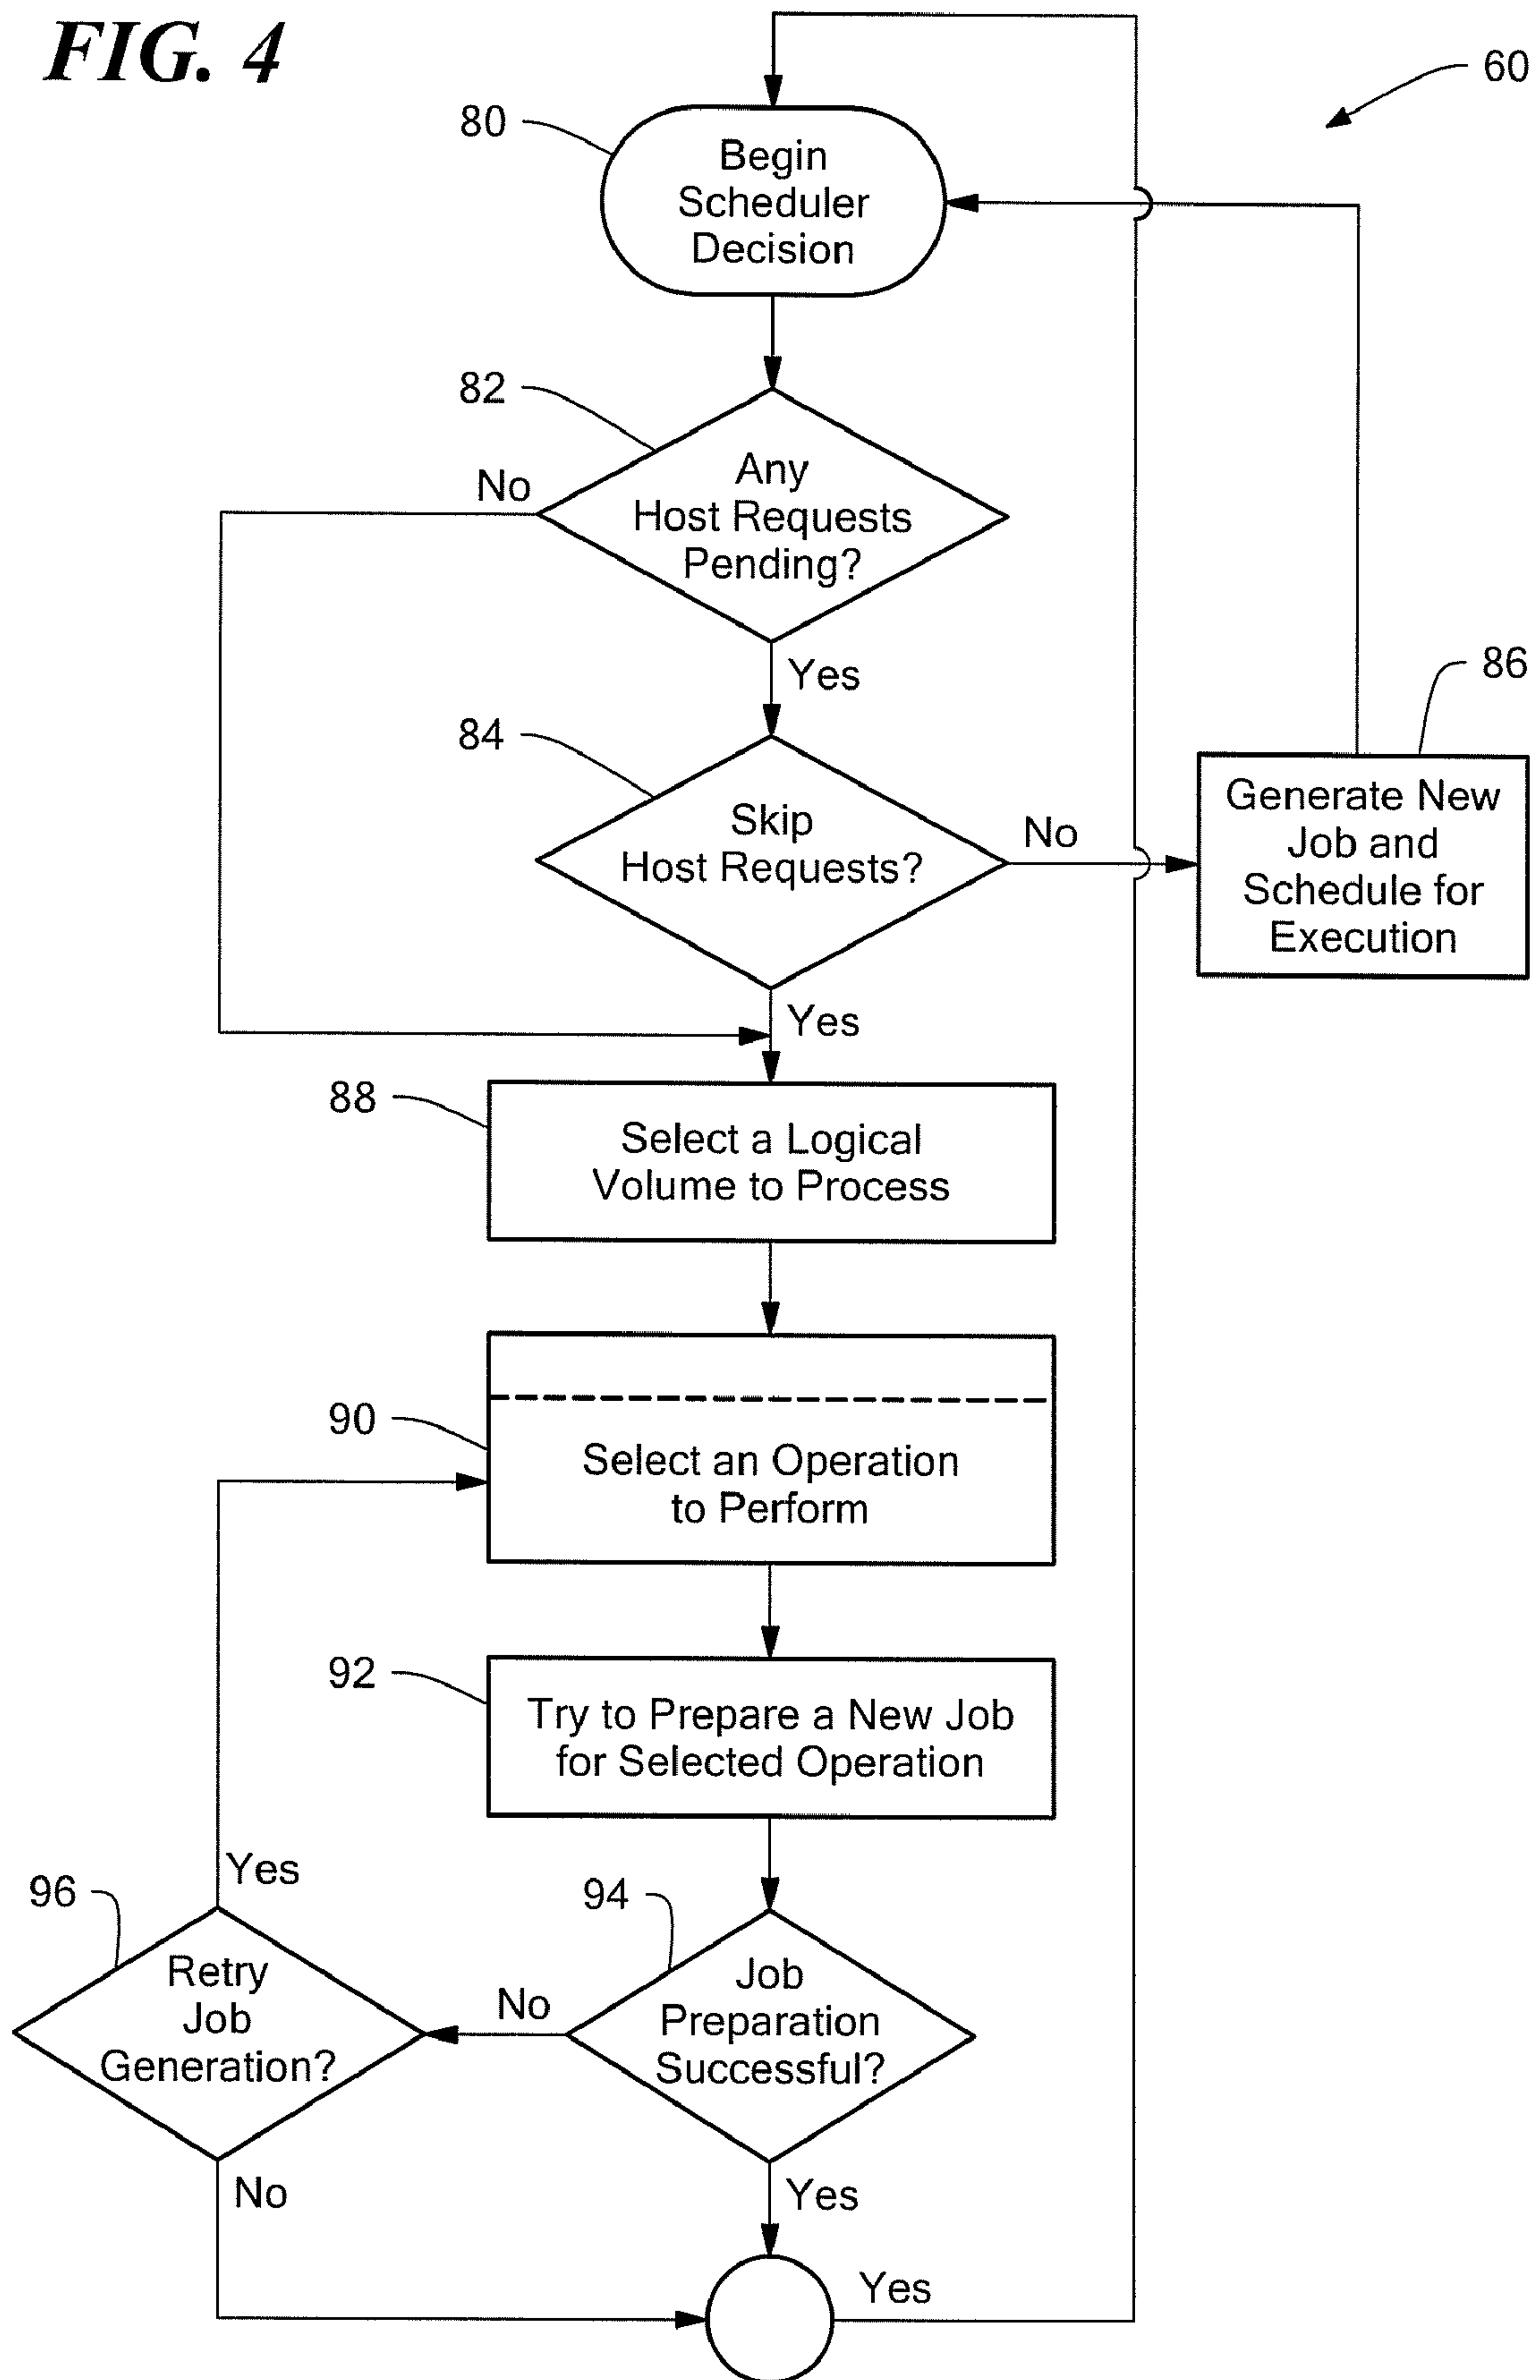 FIG. 4
60
80
Begin
Scheduler
Decision
82
Any
Host Requests
Pending?
No
Yes
84
Skip
Host Requests?
No
86
Generate New
Job and
Schedule for
Execution
Yes
88
Select a Logical
Volume to Process
90
Select an Operation
to Perform
92
Try to Prepare a New Job
for Selected Operation
Yes
96
Retry
Job
Generation?
94
Job
Preparation
Successful?
No
No
Yes
Yes